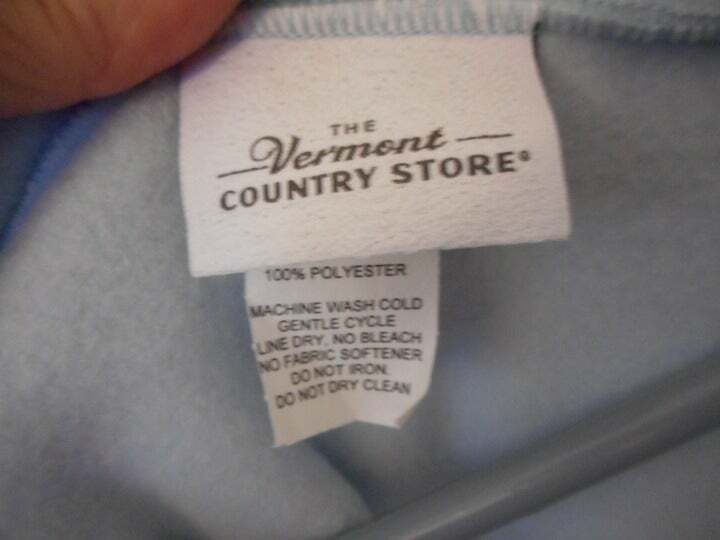 THE
Vermont
COUNTRY STORE®
100% POLYESTER
MACHINE WASH COLD
GENTLE CYCLE
LINE DRY, NO BLEACH
NO FABRIC SOFTENER
DO NOT IRON.
DO NOT DRY CLEAN